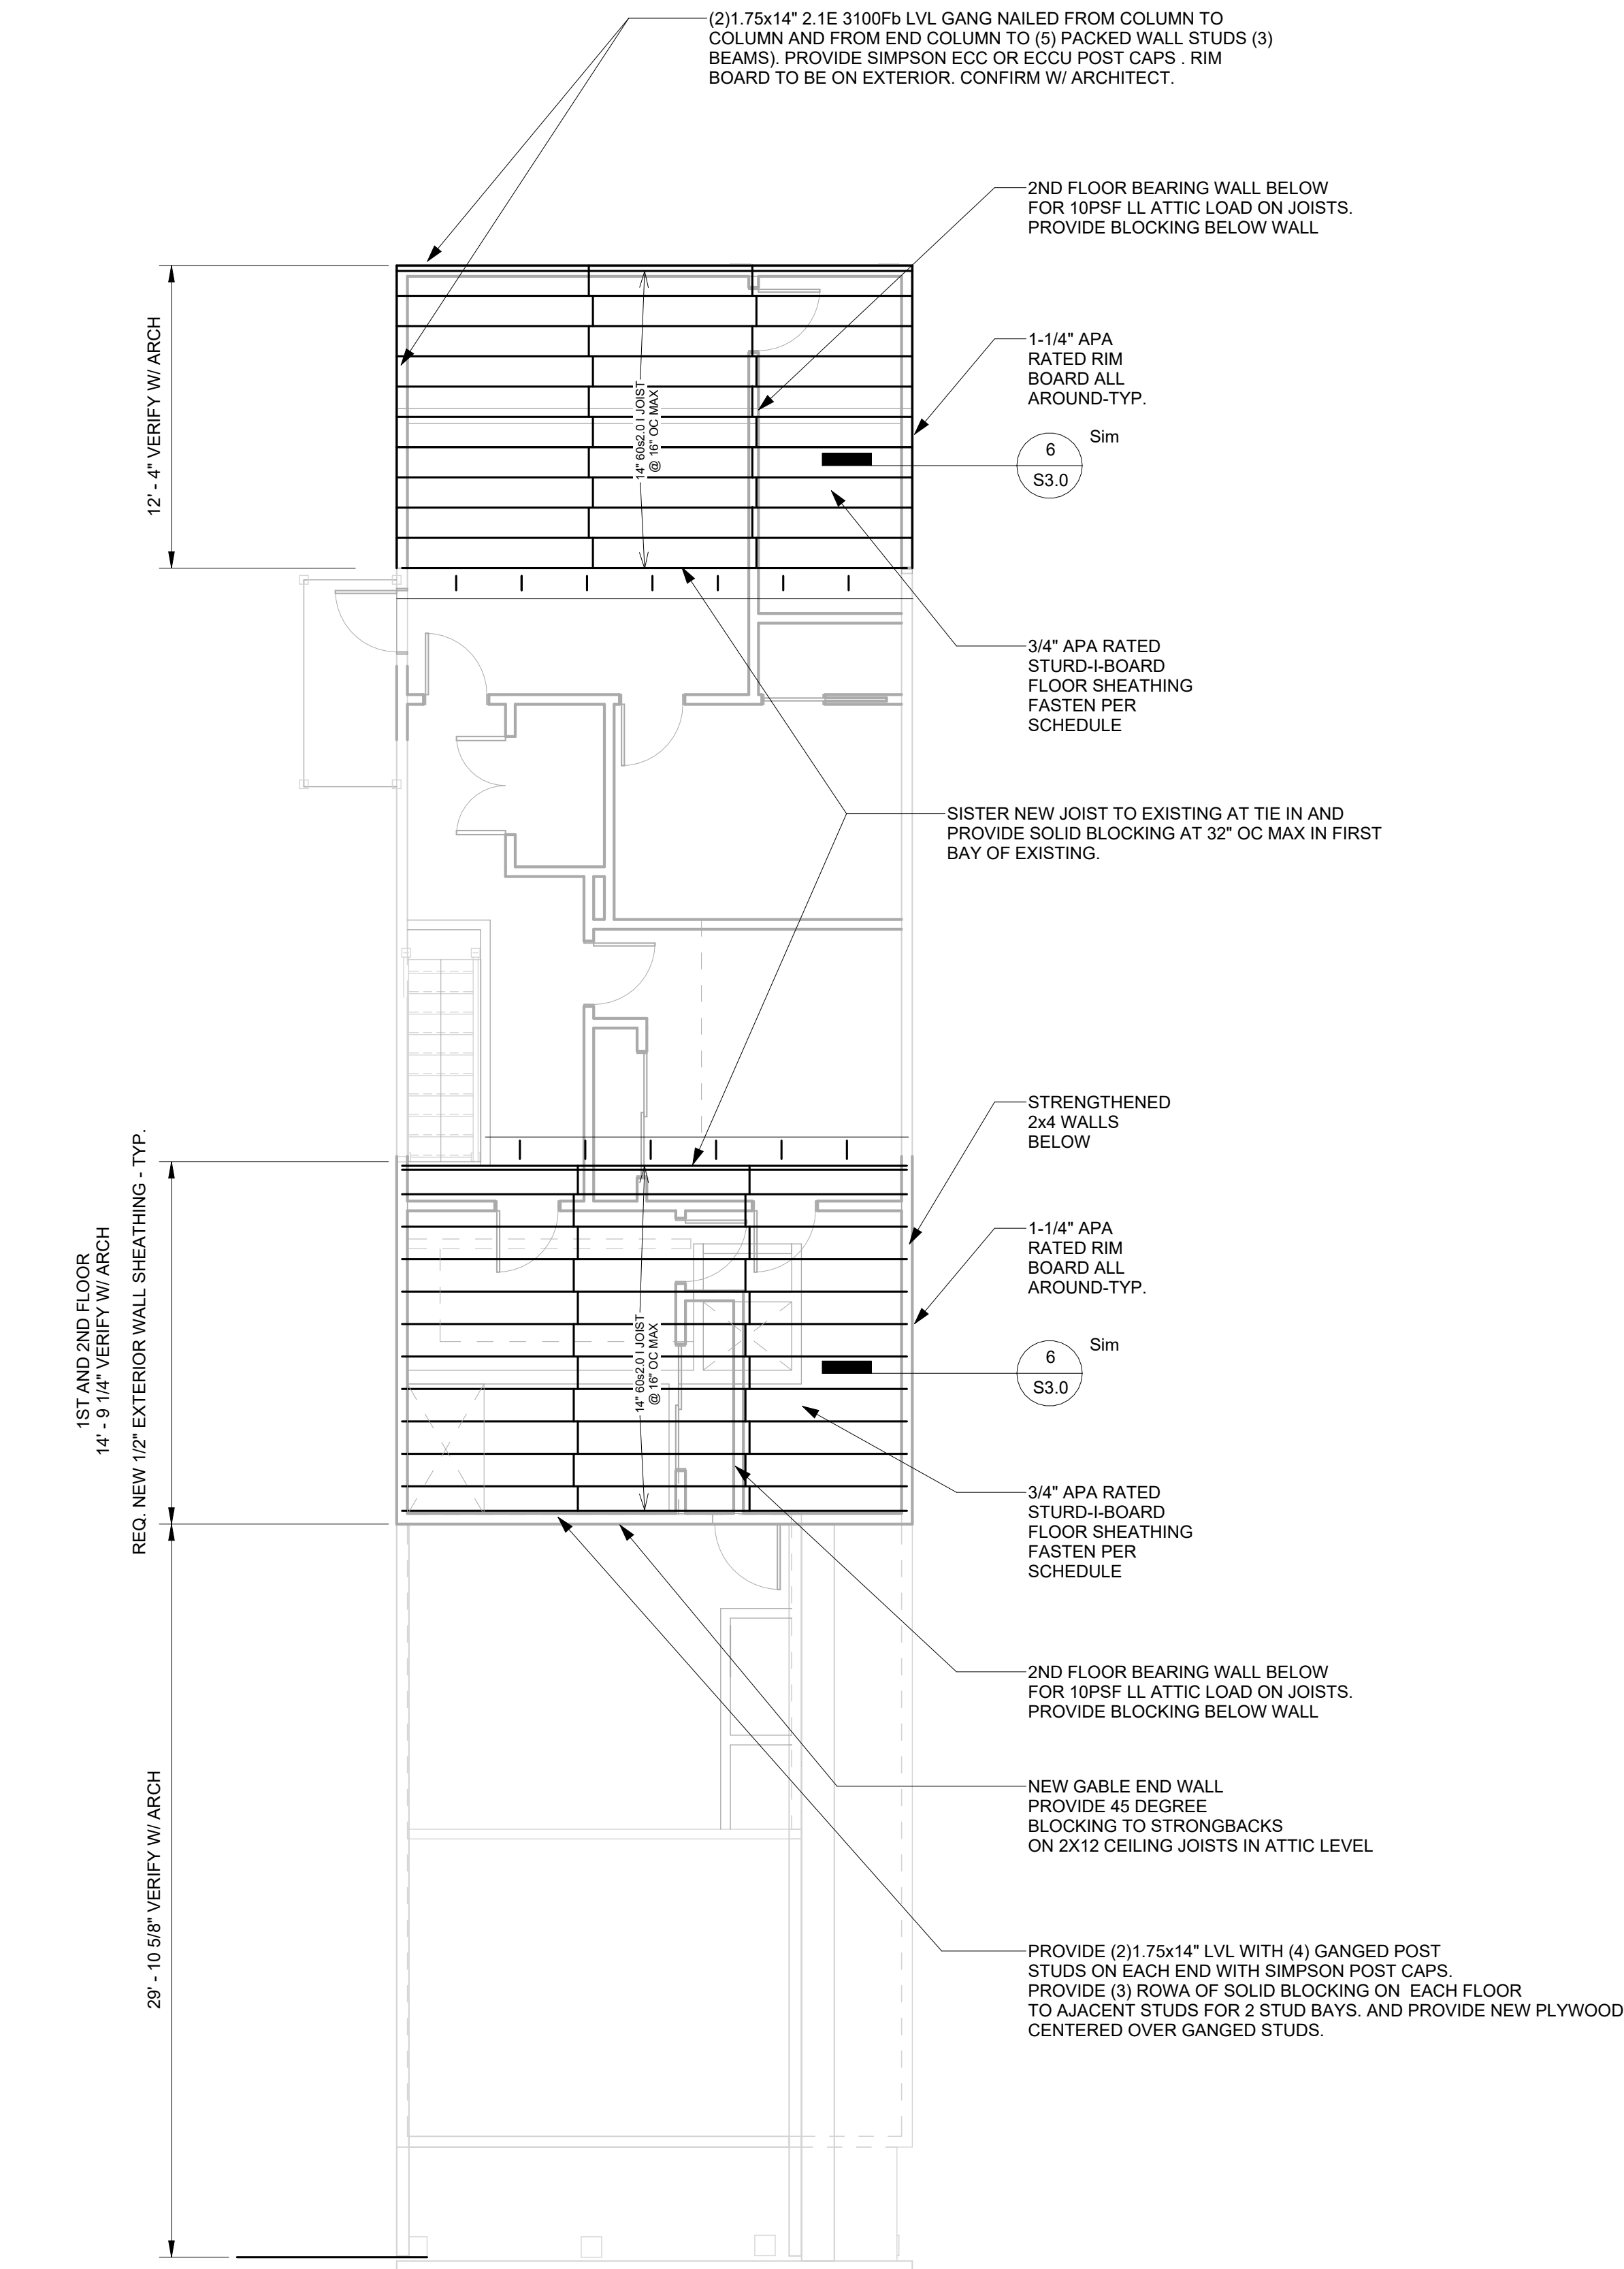 (2)1.75x14" 2.1E 3100Fb LVL GANG NAILED FROM COLUMN TO
COLUMN AND FROM END COLUMN TO (5) PACKED WALL STUDS (3)
BEAMS). PROVIDE SIMPSON ECC OR ECCU POST CAPS . RIM
BOARD TO BE ON EXTERIOR. CONFIRM W/ ARCHITECT.
2ND FLOOR BEARING WALL BELOW
FOR 10PSF LL ATTIC LOAD ON JOISTS.
PROVIDE BLOCKING BELOW WALL
12' - 4" VERIFY W/ ARCH
14" 60s2.0 I JOIST
@ 16" OC MAX
1-1/4" APA
RATED RIM
BOARD ALL
AROUND-TYP.
6
S3.0
Sim
3/4" APA RATED
STURD-I-BOARD
FLOOR SHEATHING
FASTEN PER
SCHEDULE
SISTER NEW JOIST TO EXISTING AT TIE IN AND
PROVIDE SOLID BLOCKING AT 32" OC MAX IN FIRST
BAY OF EXISTING.
STRENGTHENED
2x4 WALLS
BELOW
1ST AND 2ND FLOOR
14' - 9 1/4" VERIFY W/ ARCH
REQ. NEW 1/2" EXTERIOR WALL SHEATHING - TYP.
14" 60s2.0 I JOIST
@ 16" OC MAX
1-1/4" APA
RATED RIM
BOARD ALL
AROUND-TYP.
6
S3.0
Sim
3/4" APA RATED
STURD-I-BOARD
FLOOR SHEATHING
FASTEN PER
SCHEDULE
2ND FLOOR BEARING WALL BELOW
FOR 10PSF LL ATTIC LOAD ON JOISTS.
PROVIDE BLOCKING BELOW WALL
29' - 10 5/8" VERIFY W/ ARCH
NEW GABLE END WALL
PROVIDE 45 DEGREE
BLOCKING TO STRONGBACKS
ON 2X12 CEILING JOISTS IN ATTIC LEVEL
PROVIDE (2)1.75x14" LVL WITH (4) GANGED POST
STUDS ON EACH END WITH SIMPSON POST CAPS.
PROVIDE (3) ROWA OF SOLID BLOCKING ON  EACH FLOOR
TO AJACENT STUDS FOR 2 STUD BAYS. AND PROVIDE NEW PLYWOOD
CENTERED OVER GANGED STUDS.